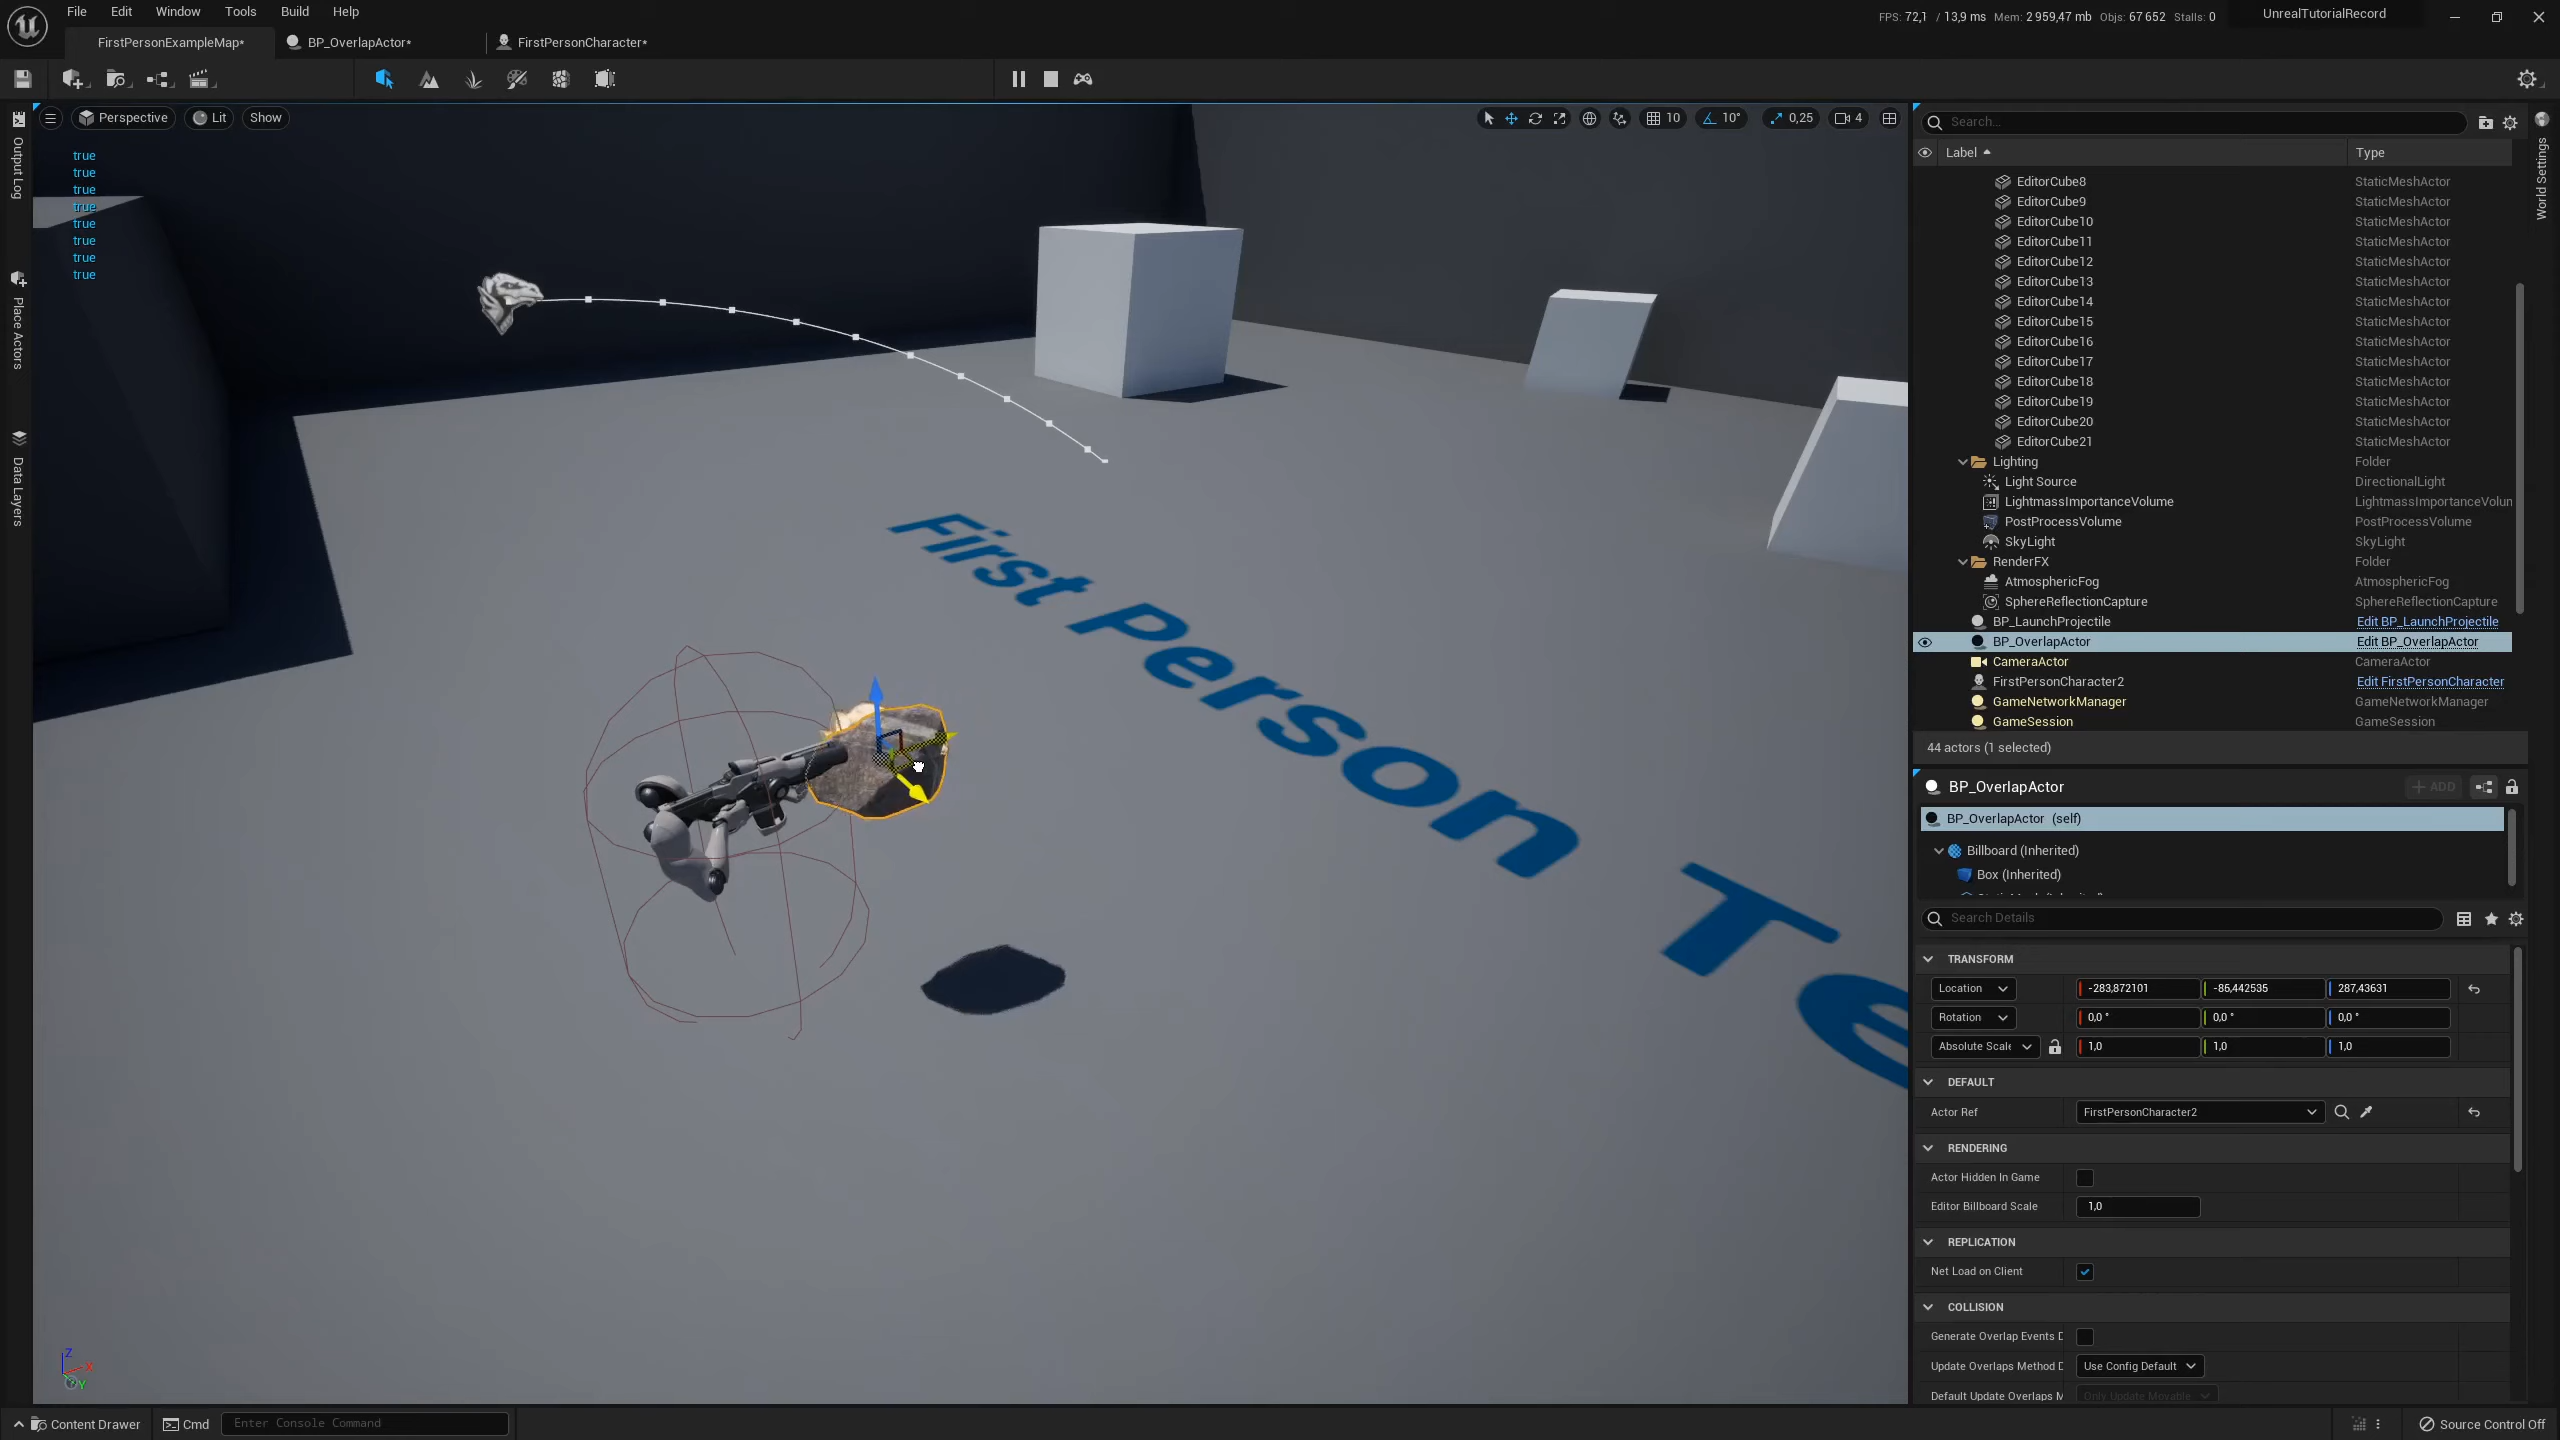 File Edit Window Tools Build Help
FPS: 72,1 / 13,9 ms Mem: 2 959,47 mb Objs: 67 652 Stalls: 0 UnrealTutorialRecord
FirstPersonExampleMap* BP_OverlapActor* FirstPersonCharacter*
Perspective Lit Show
10 10° 0,25 4
true
true
true
true
true
true
true
true
Output Log
Place Actors
Data Layers
First Person Te
Z
X
Y
World Settings
Search...
Label Type
EditorCube8 StaticMeshActor
EditorCube9 StaticMeshActor
EditorCube10 StaticMeshActor
EditorCube11 StaticMeshActor
EditorCube12 StaticMeshActor
EditorCube13 StaticMeshActor
EditorCube14 StaticMeshActor
EditorCube15 StaticMeshActor
EditorCube16 StaticMeshActor
EditorCube17 StaticMeshActor
EditorCube18 StaticMeshActor
EditorCube19 StaticMeshActor
EditorCube20 StaticMeshActor
EditorCube21 StaticMeshActor
Lighting Folder
Light Source DirectionalLight
LightmassImportanceVolume LightmassImportanceVolun
PostProcessVolume PostProcessVolume
SkyLight SkyLight
RenderFX Folder
AtmosphericFog AtmosphericFog
SphereReflectionCapture SphereReflectionCapture
BP_LaunchProjectile Edit BP_LaunchProjectile
BP_OverlapActor Edit BP_OverlapActor
CameraActor CameraActor
FirstPersonCharacter2 Edit FirstPersonCharacter
GameNetworkManager GameNetworkManager
GameSession GameSession
44 actors (1 selected)
BP_OverlapActor + ADD
BP_OverlapActor (self)
Billboard (Inherited)
Box (Inherited)
Search Details
TRANSFORM
Location -283,872101 -85,442535 287,43631
Rotation 0,0 ° 0,0 ° 0,0 °
Absolute Scale 1,0 1,0 1,0
DEFAULT
Actor Ref FirstPersonCharacter2
RENDERING
Actor Hidden In Game
Editor Billboard Scale 1,0
REPLICATION
Net Load on Client
COLLISION
Generate Overlap Events D
Update Overlaps Method D Use Config Default
Default Update Overlaps M Only Update Movable
Content Drawer Cmd Enter Console Command Source Control Off